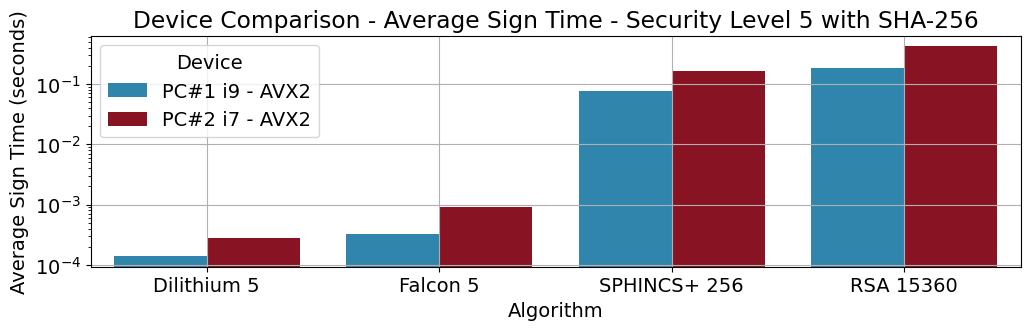 Device Comparison - Average Sign Time - Security Level 5 with SHA-256
Average Sign Time (seconds)
10⁻¹
10⁻²
10⁻³
10⁻⁴
Device
PC#1 i9 - AVX2
PC#2 i7 - AVX2
Dilithium 5
Falcon 5
SPHINCS+ 256
RSA 15360
Algorithm